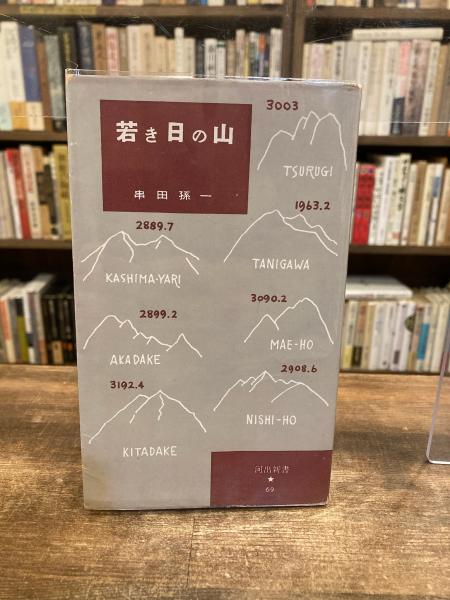 若き日の山
串田孫一
3003
TSURUGI
2889.7
KASHIMA-YARI
1963.2
TANIGAWA
2899.2
AKADAKE
3090.2
MAE-HO
3192.4
KITADAKE
2908.6
NISHI-HO
河出新書
★
69